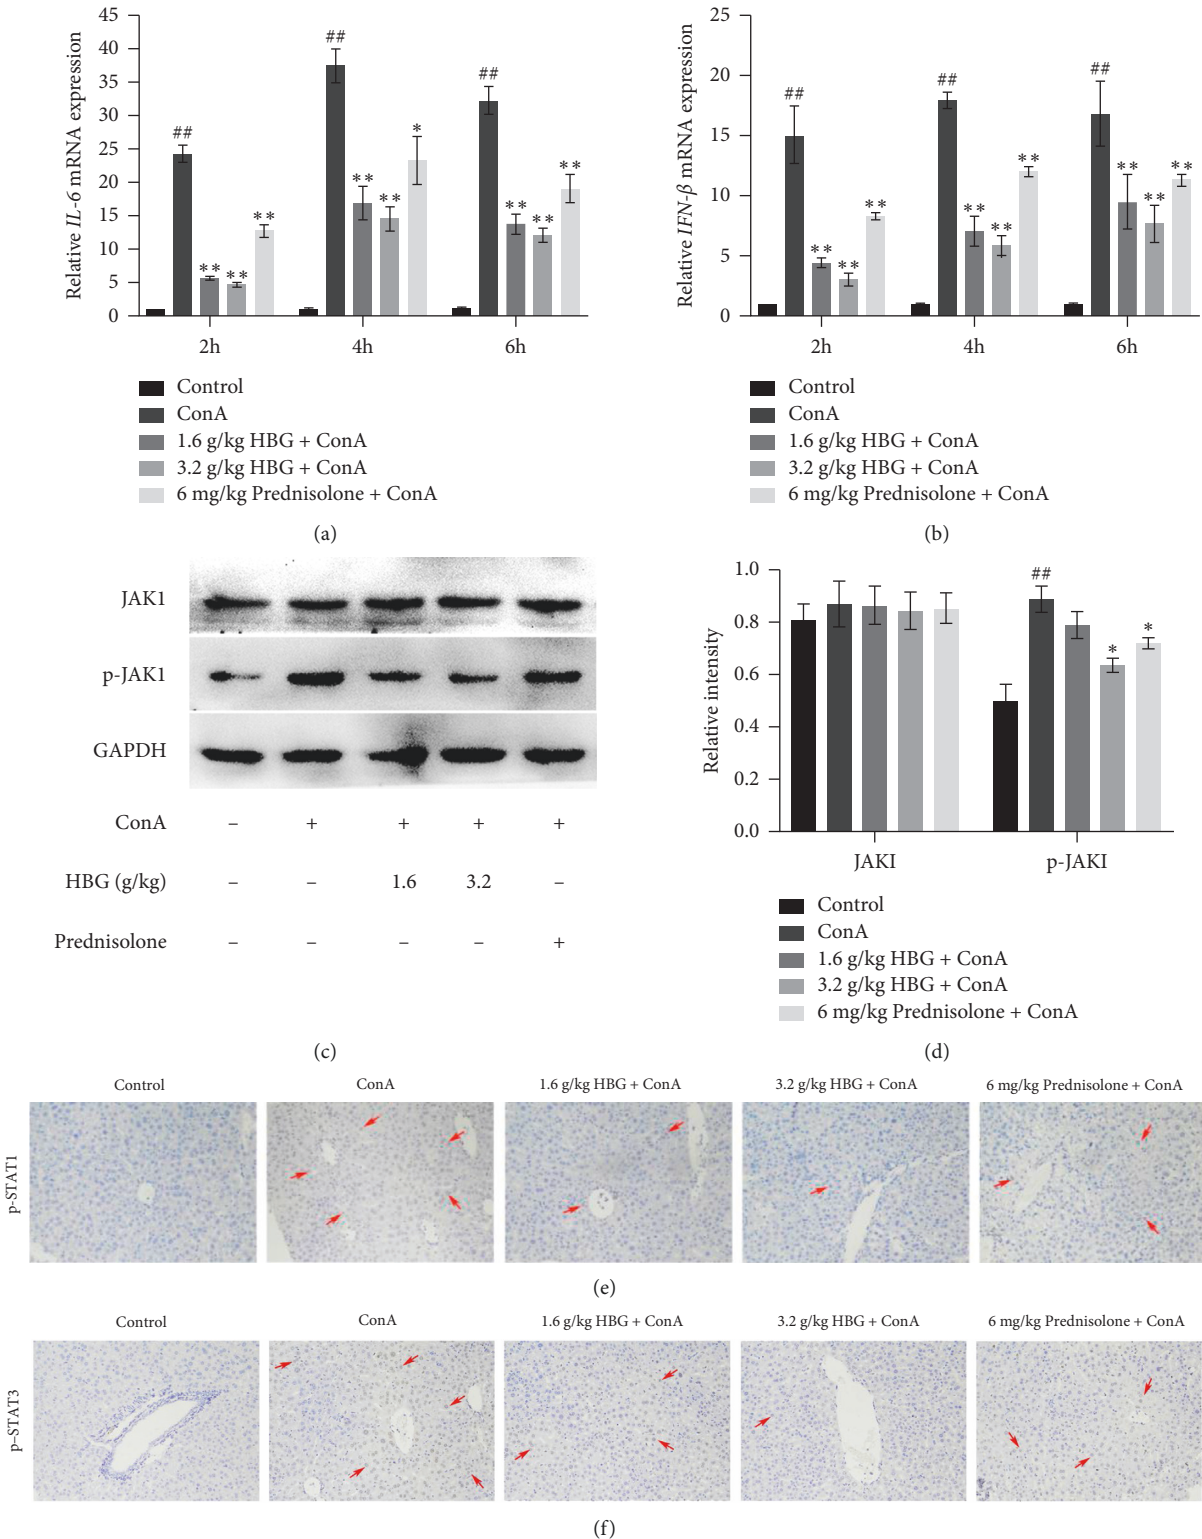 45
40
35
30
25
20
15
10
5
0
Relative IL-6 mRNA expression
##
**
**
**
##
**
**
*
##
**
**
**
2h 4h 6h
Control
ConA
1.6 g/kg HBG + ConA
3.2 g/kg HBG + ConA
6 mg/kg Prednisolone + ConA
(a)
25
20
15
10
5
0
Relative IFN-β mRNA expression
##
**
**
**
##
**
**
**
##
**
**
**
2h 4h 6h
Control
ConA
1.6 g/kg HBG + ConA
3.2 g/kg HBG + ConA
6 mg/kg Prednisolone + ConA
(b)
JAK1
p-JAK1
GAPDH
ConA – + + + +
HBG (g/kg) – – 1.6 3.2 –
Prednisolone – – – – +
(c)
1.0
0.8
0.6
0.4
0.2
0.0
Relative intensity
##
*
*
JAKI p-JAKI
Control
ConA
1.6 g/kg HBG + ConA
3.2 g/kg HBG + ConA
6 mg/kg Prednisolone + ConA
(d)
Control ConA 1.6 g/kg HBG + ConA 3.2 g/kg HBG + ConA 6 mg/kg Prednisolone + ConA
p-STAT1
(e)
Control ConA 1.6 g/kg HBG + ConA 3.2 g/kg HBG + ConA 6 mg/kg Prednisolone + ConA
p–STAT3
(f)